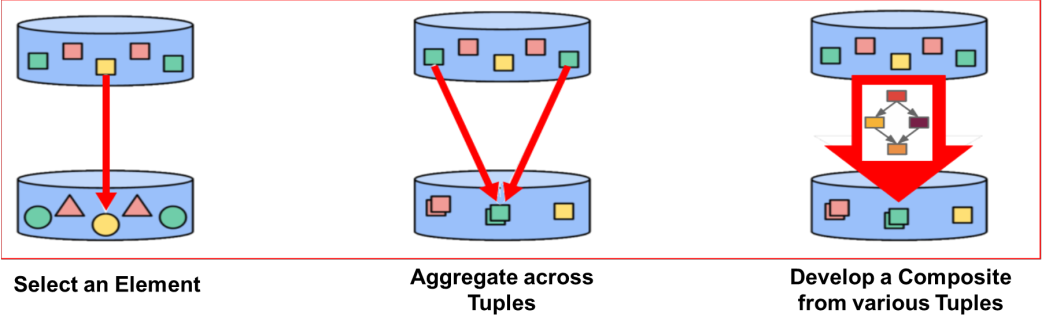 Select an Element
Aggregate across
Tuples
Develop a Composite
from various Tuples